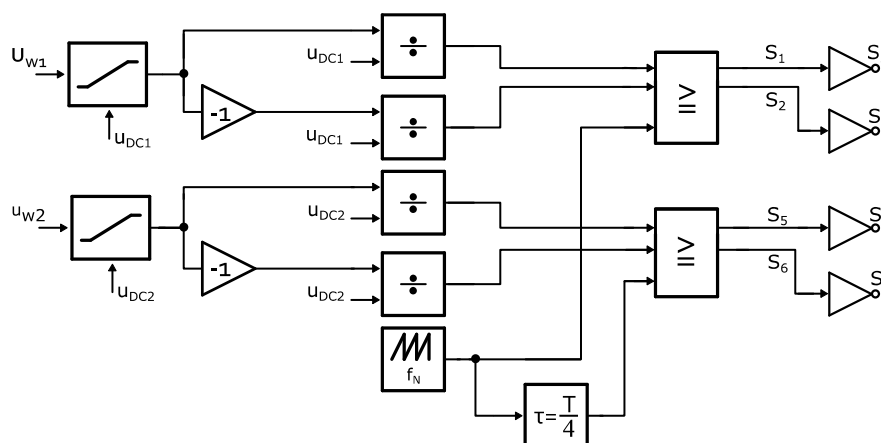 U_W1
u_DC1
-1
u_DC1
÷
u_DC1
÷
≥
S_1
S_2
S
S
u_W2
u_DC2
-1
u_DC2
÷
u_DC2
÷
≥
S_5
S_6
S
S
f_N
τ=T/4